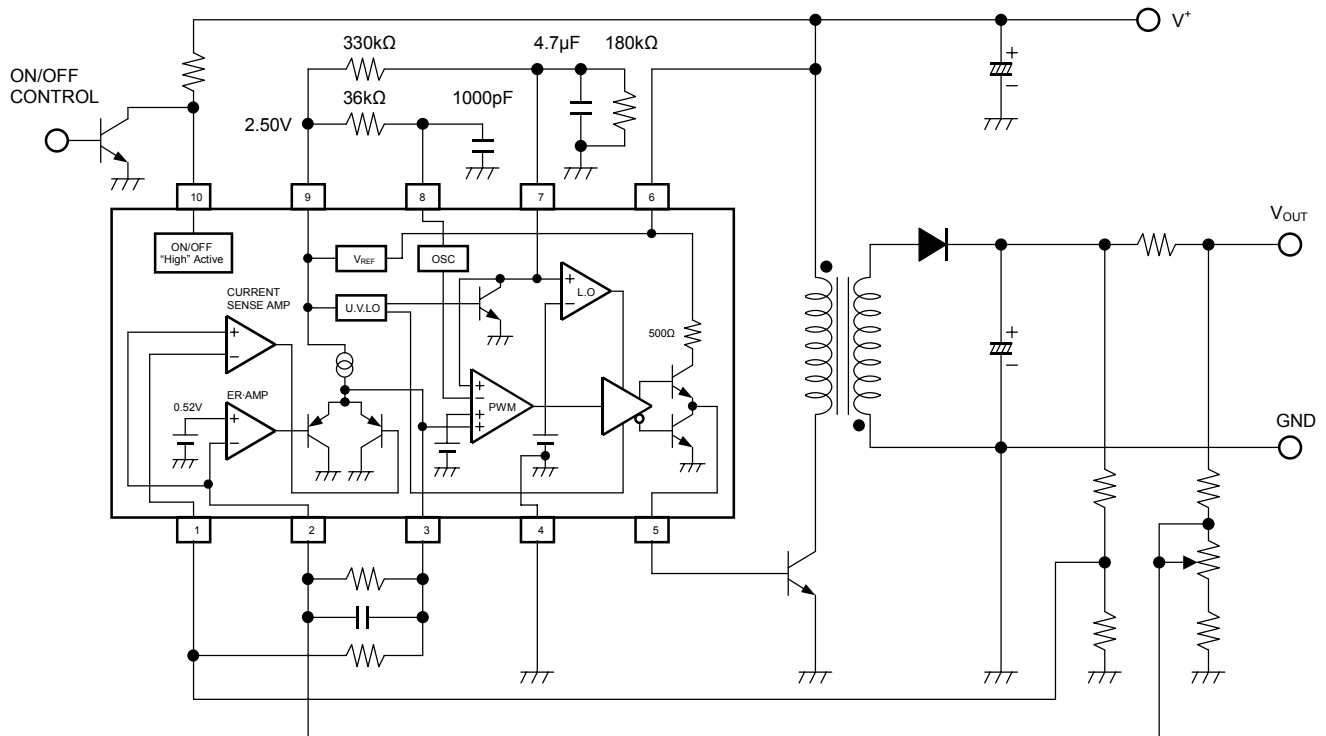 V+
330kΩ
4.7μF
180kΩ
ON/OFF
CONTROL
36kΩ
1000pF
2.50V
+
−
10
9
8
7
6
ON/OFF
"High" Active
VREF
OSC
CURRENT
SENSE AMP
U.V.LO
+
−
L.O
500Ω
+
−
ER·AMP
0.52V
+
−
+
−
+
+
PWM
VOUT
+
−
GND
1
2
3
4
5